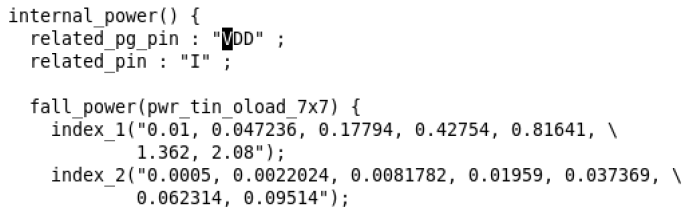 internal_power() {
related_pg_pin : "VDD" ;
related_pin : "I" ;
fall_power(pwr_tin_oload_7x7) {
index_1("0.01, 0.047236, 0.17794, 0.42754, 0.81641, \
1.362, 2.08");
index_2("0.0005, 0.0022024, 0.0081782, 0.01959, 0.037369, \
0.062314, 0.09514");